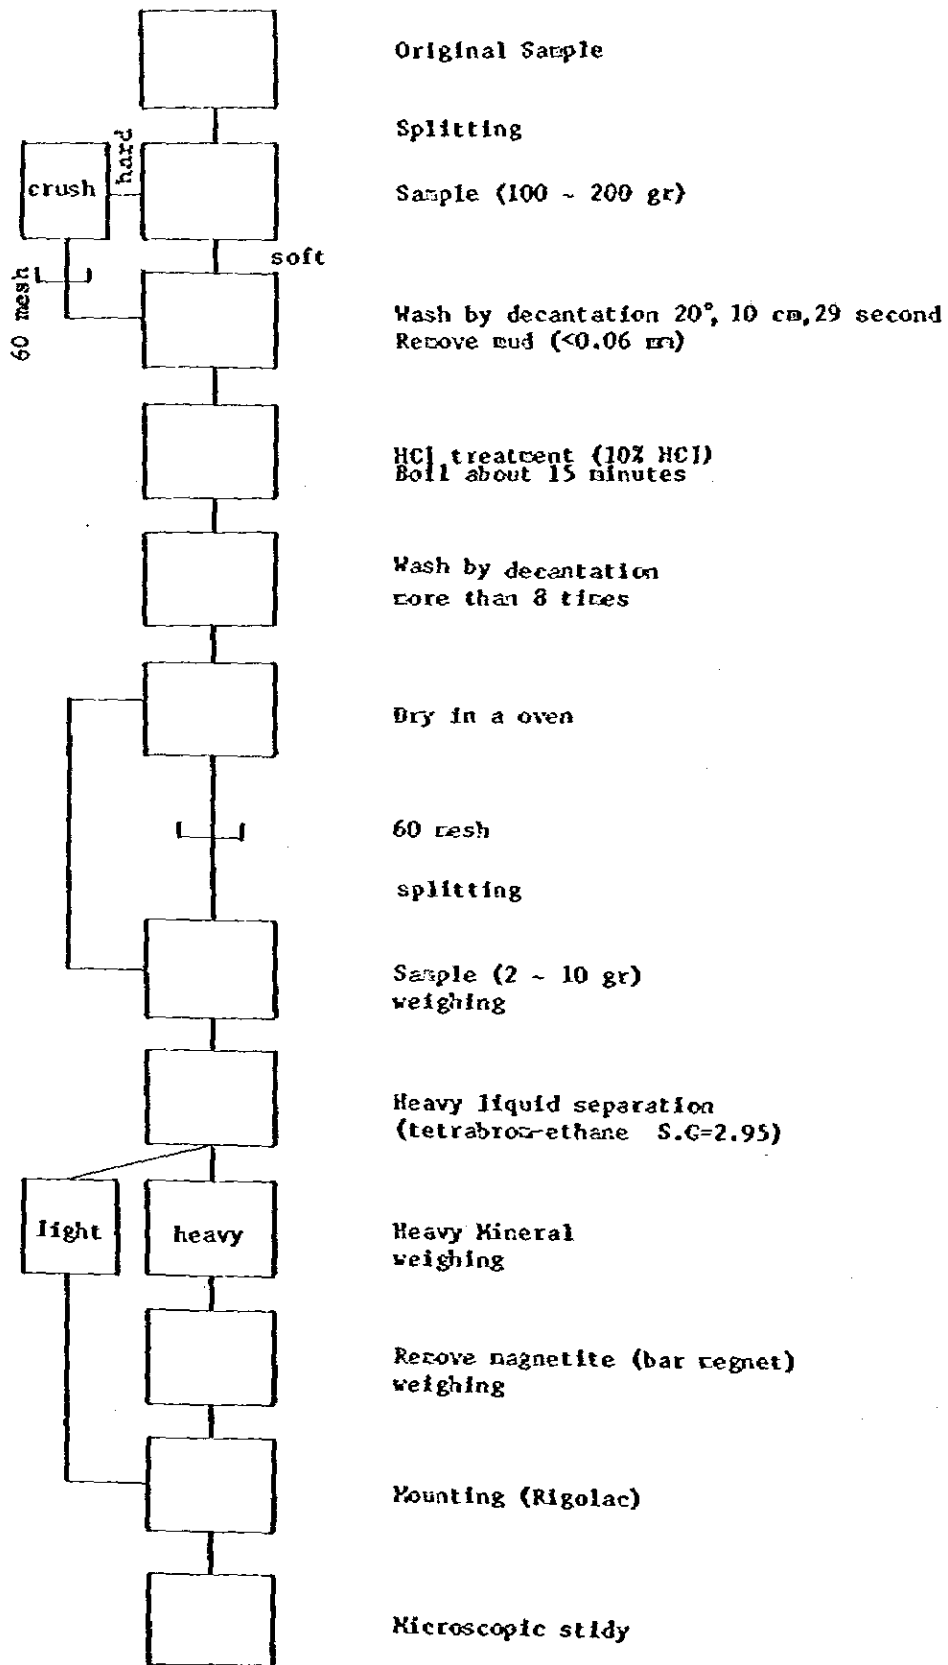 Original Sample
Splitting
hard
crush
Sample (100 ~ 200 gr)
soft
60 mesh
Wash by decantation 20°, 10 cm, 29 second
Remove mud (<0.06 mm)
HCl treatment (10% HCl)
Boil about 15 minutes
Wash by decantation
more than 8 times
Dry in a oven
60 mesh
splitting
Sample (2 ~ 10 gr)
weighing
Heavy liquid separation
(tetrabrom-ethane S.G=2.95)
light
heavy
Heavy Mineral
weighing
Remove magnetite (bar megnet)
weighing
Mounting (Rigolac)
Microscopic stidy